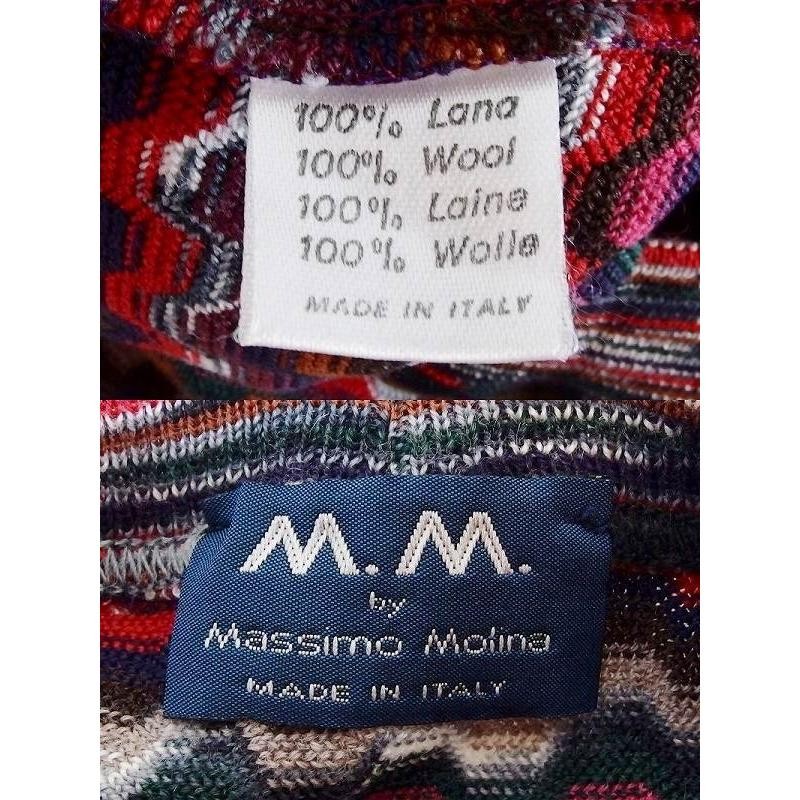 100% Lana
100% Wool
100% Laine
100% Wolle
MADE IN ITALY
M.M.
by
Massimo Molina
MADE IN ITALY